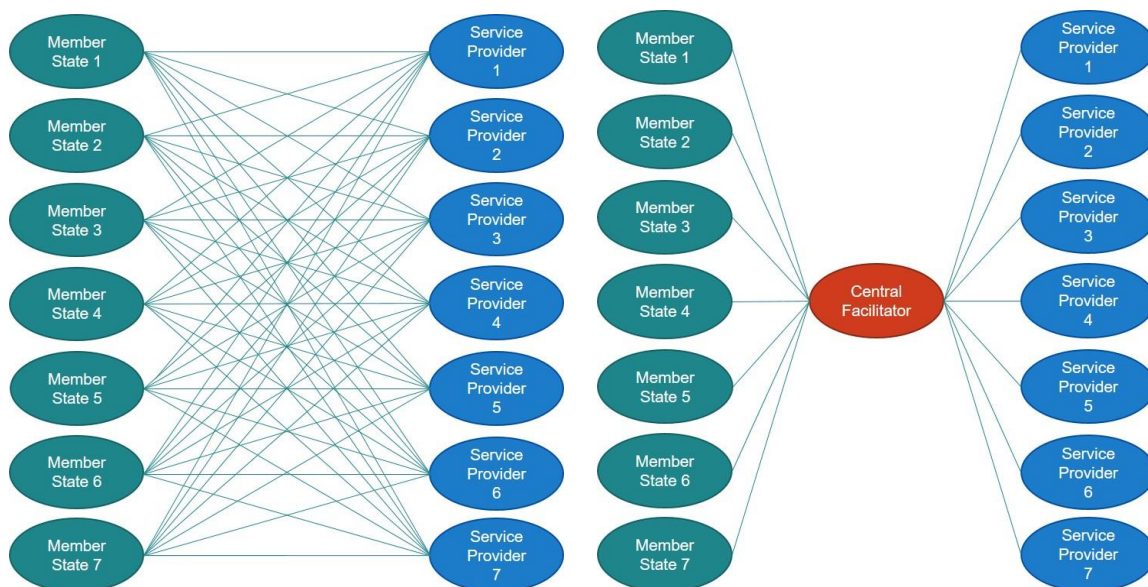 Member
State 1
Member
State 2
Member
State 3
Member
State 4
Member
State 5
Member
State 6
Member
State 7
Service
Provider
1
Service
Provider
2
Service
Provider
3
Service
Provider
4
Service
Provider
5
Service
Provider
6
Service
Provider
7
Member
State 1
Member
State 2
Member
State 3
Member
State 4
Member
State 5
Member
State 6
Member
State 7
Central
Facilitator
Service
Provider
1
Service
Provider
2
Service
Provider
3
Service
Provider
4
Service
Provider
5
Service
Provider
6
Service
Provider
7